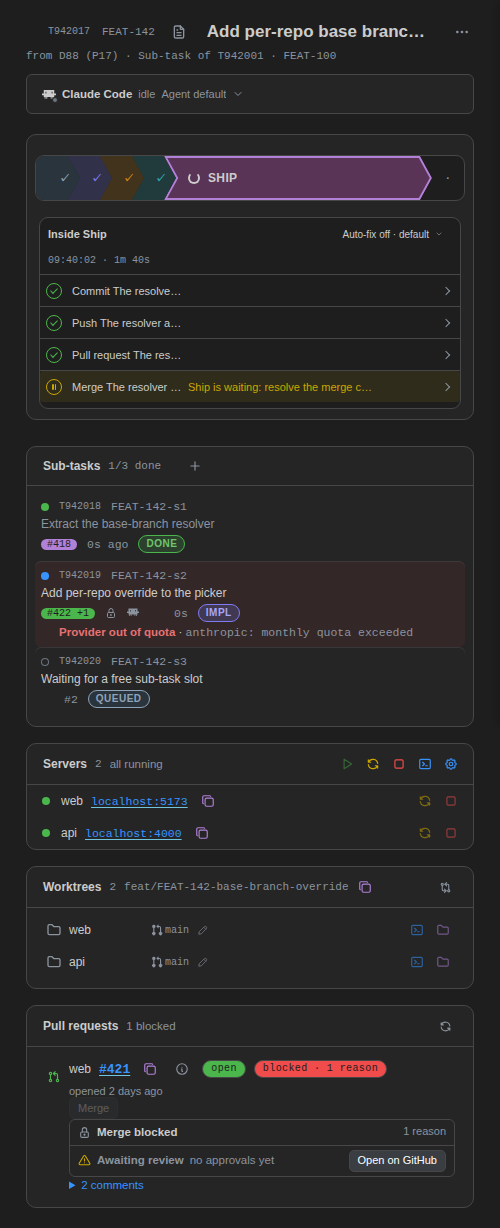 T942017 FEAT-142 Add per-repo base branc…
from D88 (P17) · Sub-task of T942001 · FEAT-100
Claude Code idle Agent default
SHIP
Inside Ship Auto-fix off · default
09:40:02 · 1m 40s
Commit The resolve…
Push The resolver a…
Pull request The res…
Merge The resolver … Ship is waiting: resolve the merge c…
Sub-tasks 1/3 done
T942018 FEAT-142-s1
Extract the base-branch resolver
#418 0s ago DONE
T942019 FEAT-142-s2
Add per-repo override to the picker
#422 +1 0s IMPL
Provider out of quota · anthropic: monthly quota exceeded
T942020 FEAT-142-s3
Waiting for a free sub-task slot
#2 QUEUED
Servers 2 all running
web localhost:5173
api localhost:4000
Worktrees 2 feat/FEAT-142-base-branch-override
web main
api main
Pull requests 1 blocked
web #421 open blocked · 1 reason
opened 2 days ago
Merge
Merge blocked 1 reason
Awaiting review no approvals yet Open on GitHub
2 comments